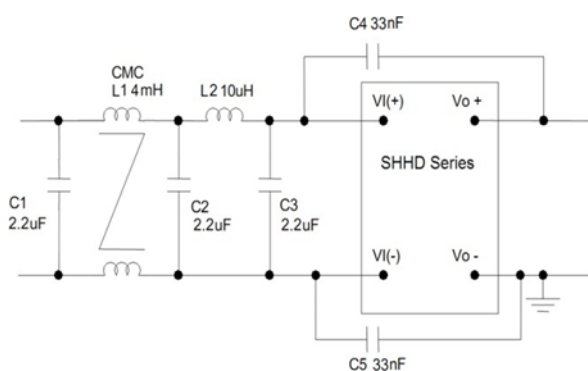 C4 33nF
CMC
L1 4mH
L2 10uH
VI(+)
Vo +
SHHD Series
C1
2.2uF
C2
2.2uF
C3
2.2uF
VI(-)
Vo -
C5 33nF